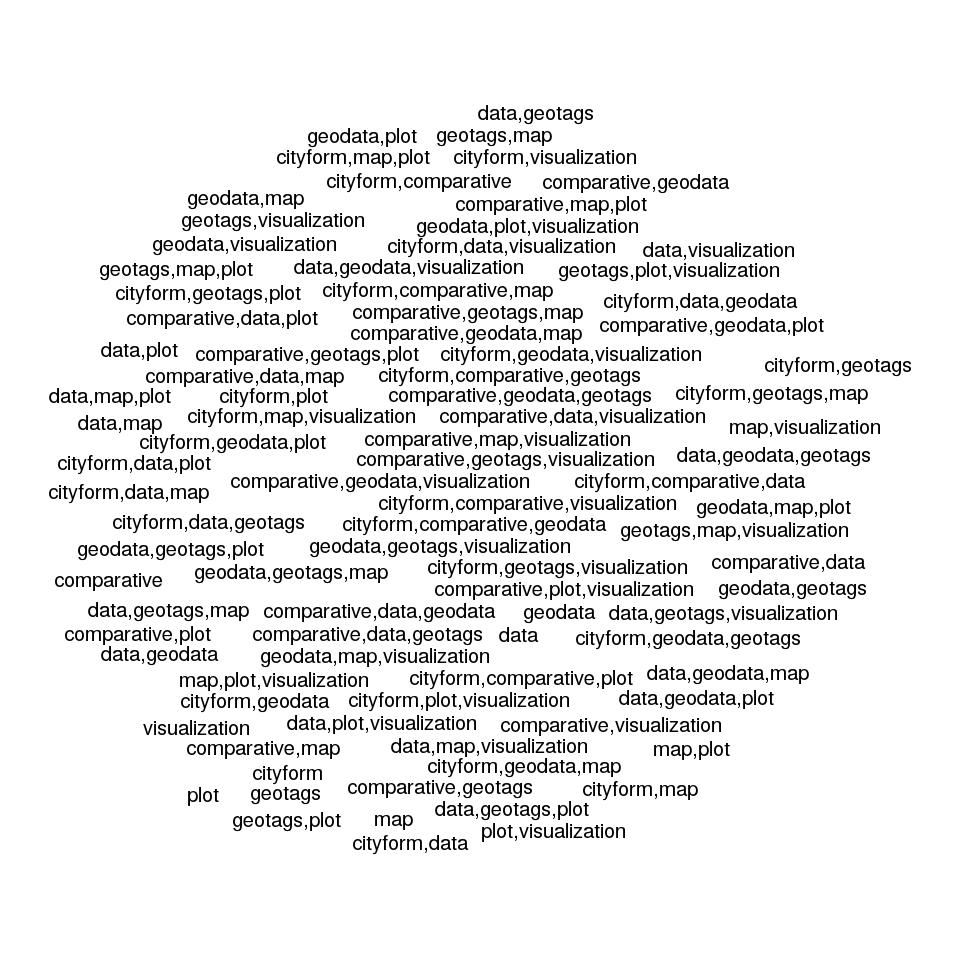 data,geotags
geodata,plot geotags,map
cityform,map,plot cityform,visualization
cityform,comparative comparative,geodata
geodata,map comparative,map,plot
geotags,visualization geodata,plot,visualization
geodata,visualization cityform,data,visualization data,visualization
geotags,map,plot data,geodata,visualization geotags,plot,visualization
cityform,geotags,plot cityform,comparative,map cityform,data,geodata
comparative,data,plot comparative,geotags,map comparative,geodata,plot
comparative,geodata,map
data,plot comparative,geotags,plot cityform,geodata,visualization cityform,geotags
comparative,data,map cityform,comparative,geotags
data,map,plot cityform,plot comparative,geodata,geotags cityform,geotags,map
data,map cityform,map,visualization comparative,data,visualization map,visualization
cityform,geodata,plot comparative,map,visualization
cityform,data,plot comparative,geotags,visualization data,geodata,geotags
cityform,data,map comparative,geodata,visualization cityform,comparative,data
cityform,comparative,visualization geodata,map,plot
cityform,data,geotags cityform,comparative,geodata geotags,map,visualization
geodata,geotags,plot geodata,geotags,visualization
comparative geodata,geotags,map cityform,geotags,visualization comparative,data
comparative,plot,visualization geodata,geotags
data,geotags,map comparative,data,geodata geodata data,geotags,visualization
comparative,plot comparative,data,geotags data cityform,geodata,geotags
data,geodata geodata,map,visualization
map,plot,visualization cityform,comparative,plot data,geodata,map
cityform,geodata cityform,plot,visualization data,geodata,plot
visualization data,plot,visualization comparative,visualization
comparative,map data,map,visualization map,plot
cityform cityform,geodata,map
plot geotags comparative,geotags cityform,map
geotags,plot map data,geotags,plot
cityform,data plot,visualization